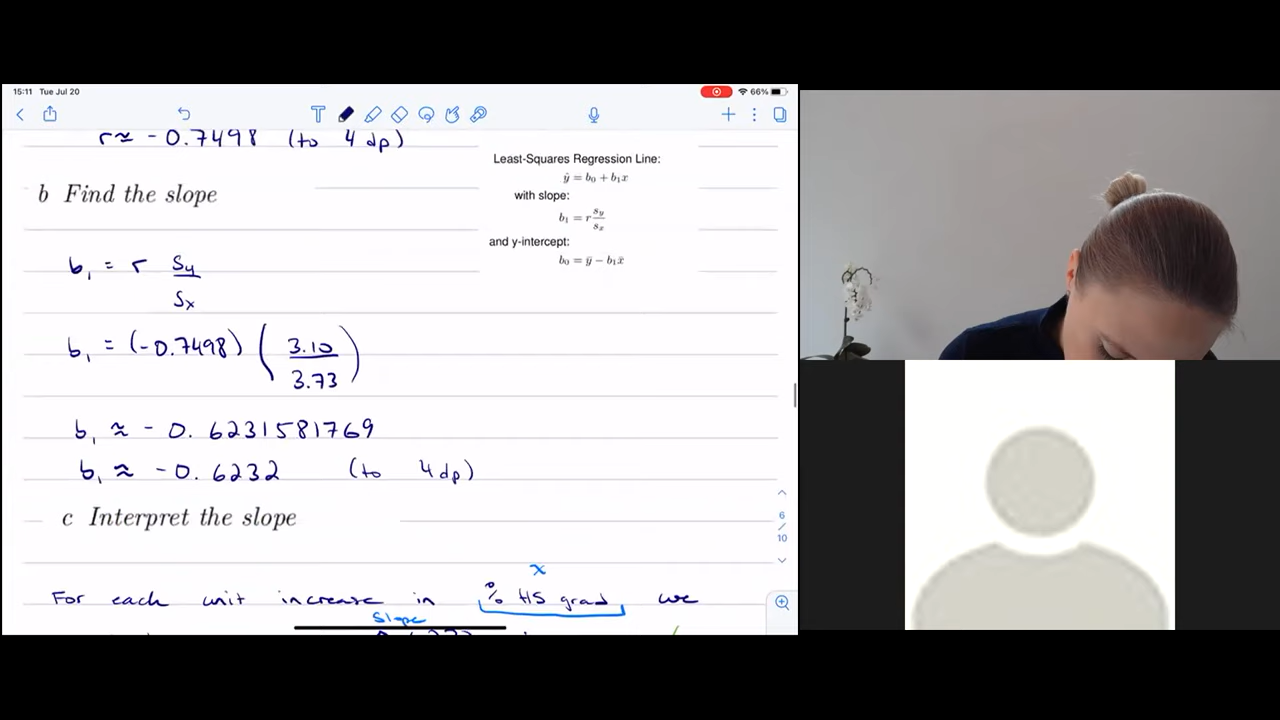 15:11 Tue Jul 20
66%
r ≈ -0.7498 (to 4 dp)
Least-Squares Regression Line:
ŷ = b₀ + b₁x
with slope:
b₁ = r s_y / s_x
and y-intercept:
b₀ = ȳ − b₁x̄
b Find the slope
b₁ = r Sy / Sx
b₁ = (-0.7498) (3.10 / 3.73)
b₁ ≈ - 0.6231581769
b₁ ≈ -0.6232 (to 4 dp)
c Interpret the slope
6 / 10
x
For each unit increase in % HS grad we
slope